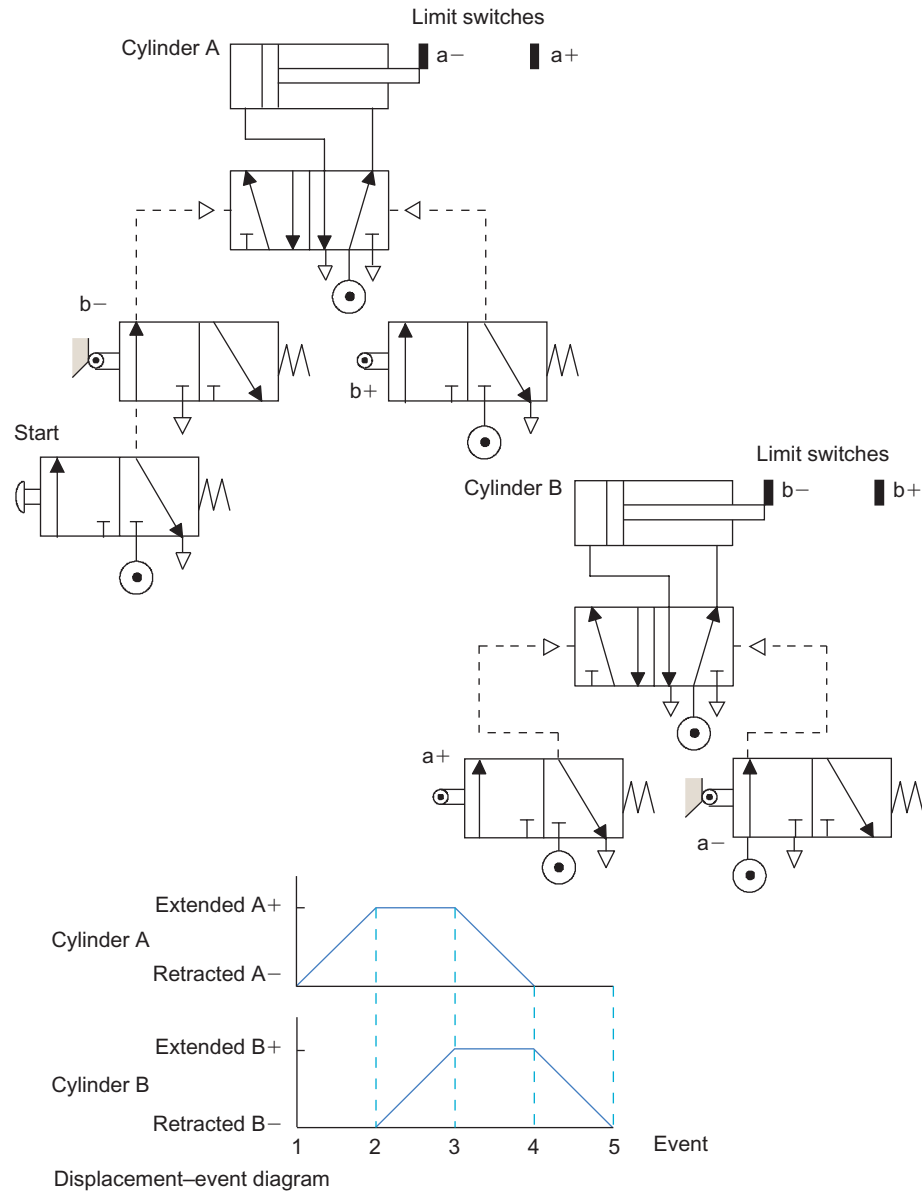 Limit switches
Cylinder A
a−
a+
b−
b+
Start
Limit switches
Cylinder B
b−
b+
a+
a−
Extended A+
Cylinder A
Retracted A−
Extended B+
Cylinder B
Retracted B−
1 2 3 4 5 Event
Displacement–event diagram